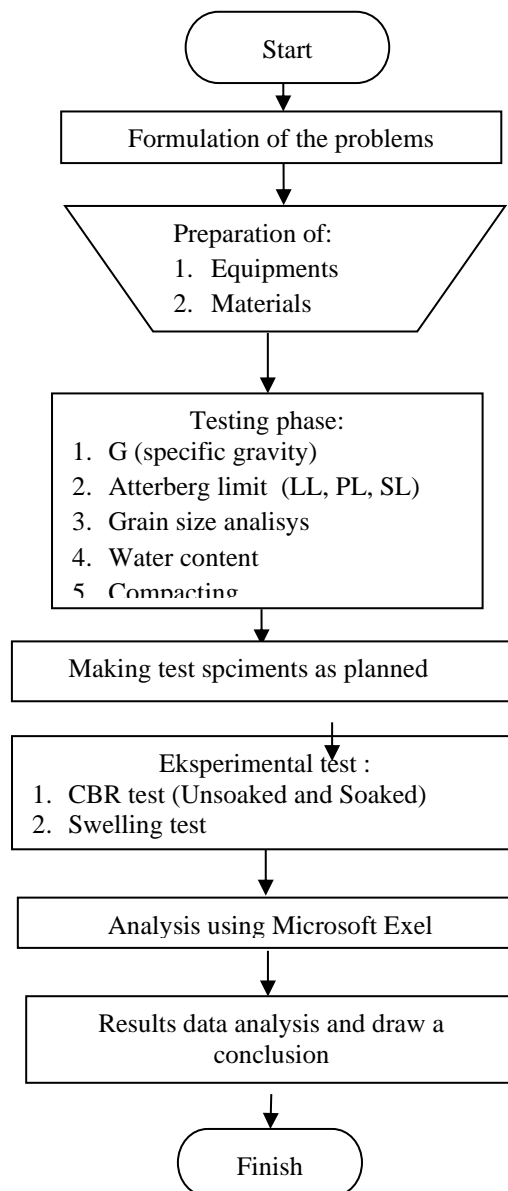 Start
Formulation of the problems
Preparation of:
1. Equipments
2. Materials
Testing phase:
1. G (specific gravity)
2. Atterberg limit (LL, PL, SL)
3. Grain size analisys
4. Water content
5. Compacting
Making test spciments as planned
Eksperimental test :
1. CBR test (Unsoaked and Soaked)
2. Swelling test
Analysis using Microsoft Exel
Results data analysis and draw a
conclusion
Finish